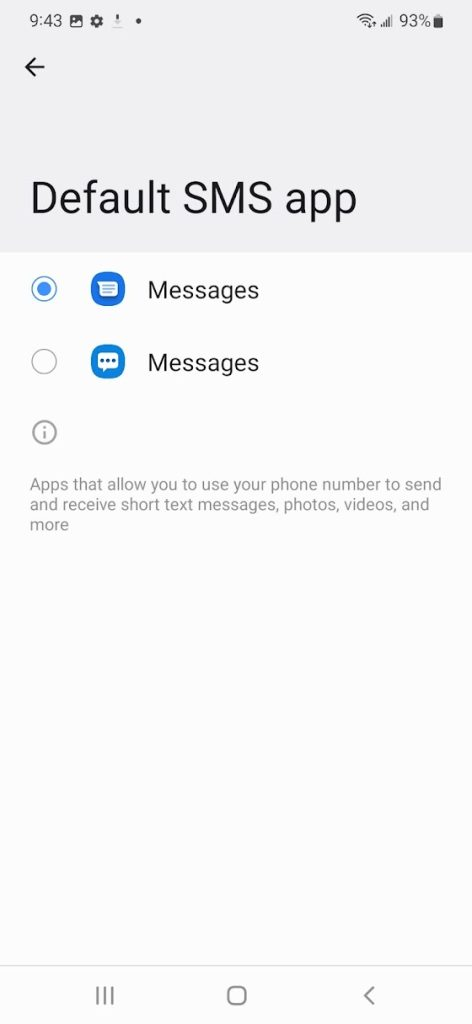 9:43 93%
Default SMS app
Messages
Messages
Apps that allow you to use your phone number to send
and receive short text messages, photos, videos, and
more